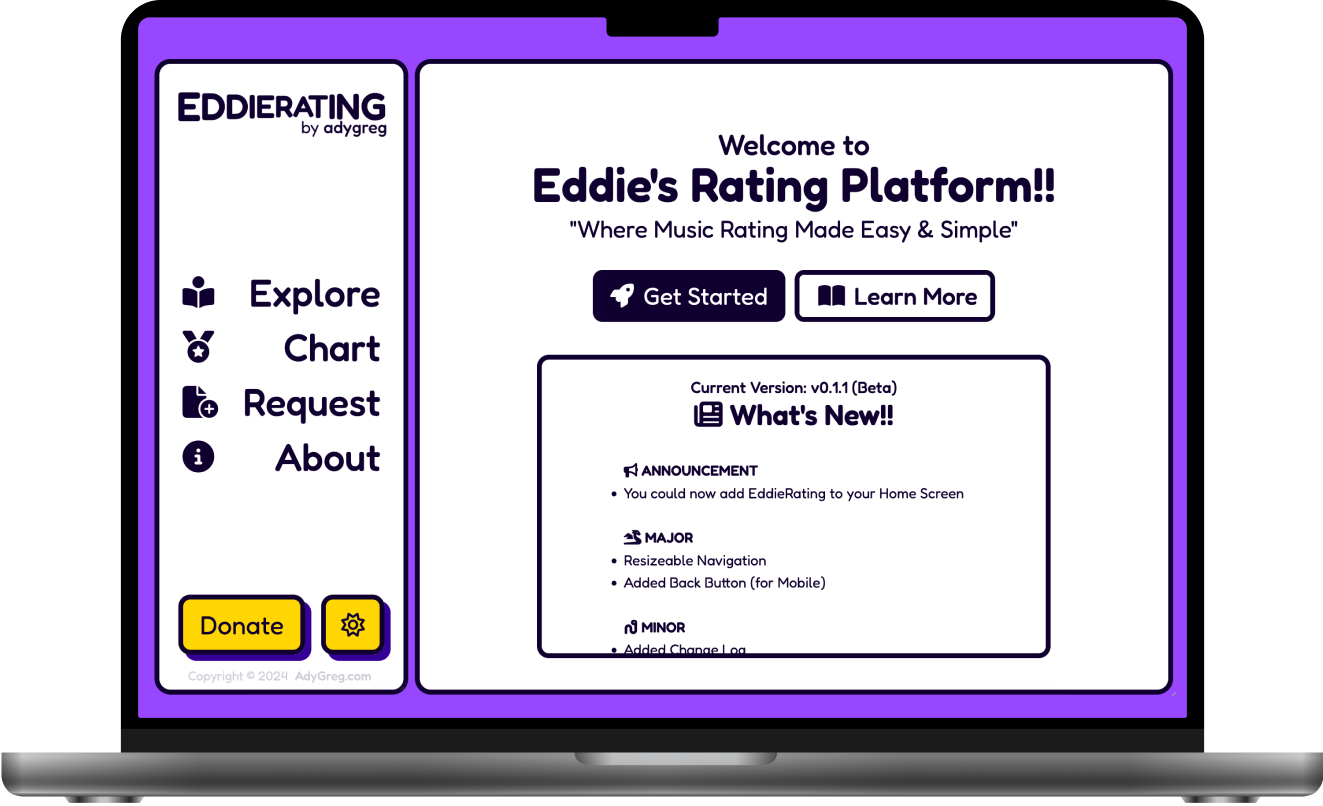 EDDIERATING
by adygreg
Explore
Chart
Request
About
Donate
Copyright © 2024 AdyGreg.com
Welcome to
Eddie's Rating Platform!!
"Where Music Rating Made Easy & Simple"
Get Started
Learn More
Current Version: v0.1.1 (Beta)
What's New!!
ANNOUNCEMENT
• You could now add EddieRating to your Home Screen
MAJOR
• Resizeable Navigation
• Added Back Button (for Mobile)
MINOR
• Added Change Log